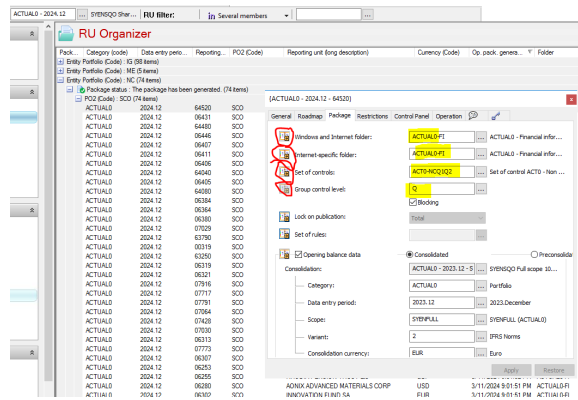 ACTUAL0 - 2024.12 ... SYENSQO Shar... RU filter: in Several members ...
RU Organizer
Pack... Category (code) Data entry perio... Reporting... PO2 (Code) Reporting unit (long description) Currency (Code) Op. pack. genera... Folder
Entity Portfolio (Code) : IG (98 items)
Entity Portfolio (Code) : ME (5 items)
Entity Portfolio (Code) : NC (74 items)
Package status : The package has been generated. (74 items)
PO2 (Code) : SCO (74 items)
ACTUAL0 2024.12 64520 SCO
ACTUAL0 2024.12 06431 SCO
ACTUAL0 2024.12 64480 SCO
ACTUAL0 2024.12 06446 SCO
ACTUAL0 2024.12 06407 SCO
ACTUAL0 2024.12 06411 SCO
ACTUAL0 2024.12 06406 SCO
ACTUAL0 2024.12 64040 SCO
ACTUAL0 2024.12 06405 SCO
ACTUAL0 2024.12 64080 SCO
ACTUAL0 2024.12 06384 SCO
ACTUAL0 2024.12 06364 SCO
ACTUAL0 2024.12 06380 SCO
ACTUAL0 2024.12 07029 SCO
ACTUAL0 2024.12 63790 SCO
ACTUAL0 2024.12 00319 SCO
ACTUAL0 2024.12 63250 SCO
ACTUAL0 2024.12 06319 SCO
ACTUAL0 2024.12 06321 SCO
ACTUAL0 2024.12 07916 SCO
ACTUAL0 2024.12 07717 SCO
ACTUAL0 2024.12 07791 SCO
ACTUAL0 2024.12 07064 SCO
ACTUAL0 2024.12 07428 SCO
ACTUAL0 2024.12 07030 SCO
ACTUAL0 2024.12 06313 SCO
ACTUAL0 2024.12 07773 SCO
ACTUAL0 2024.12 06307 SCO
ACTUAL0 2024.12 06253 SCO
ACTUAL0 2024.12 06255 SCO
ACTUAL0 2024.12 06280 SCO AONIX ADVANCED MATERIALS CORP USD 3/11/2024 9:01:51 PM ACTUAL0-FI
ACTUAL0 2024.12 06302 SCO INNOVATION FUND SA EUR 3/11/2024 9:01:51 PM ACTUAL0-FI
(ACTUAL0 - 2024.12 - 64520) x
General Roadmap Package Restrictions Control Panel Operation
Windows and Internet folder: ACTUAL0-FI ... ACTUAL0 - Financial infor...
Internet-specific folder: ACTUAL0-FI ... ACTUAL0 - Financial infor...
Set of controls: ACT0-NCQ1Q2 ... Set of control ACT0 - Non ...
Group control level: Q ...
Blocking
Lock on publication: Total
Set of rules: ...
Opening balance data Consolidated Preconsolida
Consolidation: ACTUAL0 - 2023.12 - S ... SYENSQO Full scope 10...
Category: ACTUAL0 ... Portfolio
Data entry period: 2023.12 ... 2023.December
Scope: SYENFULL ... SYENFULL (ACTUAL0)
Variant: 2 ... IFRS Norms
Consolidation currency: EUR ... Euro
Apply Restore